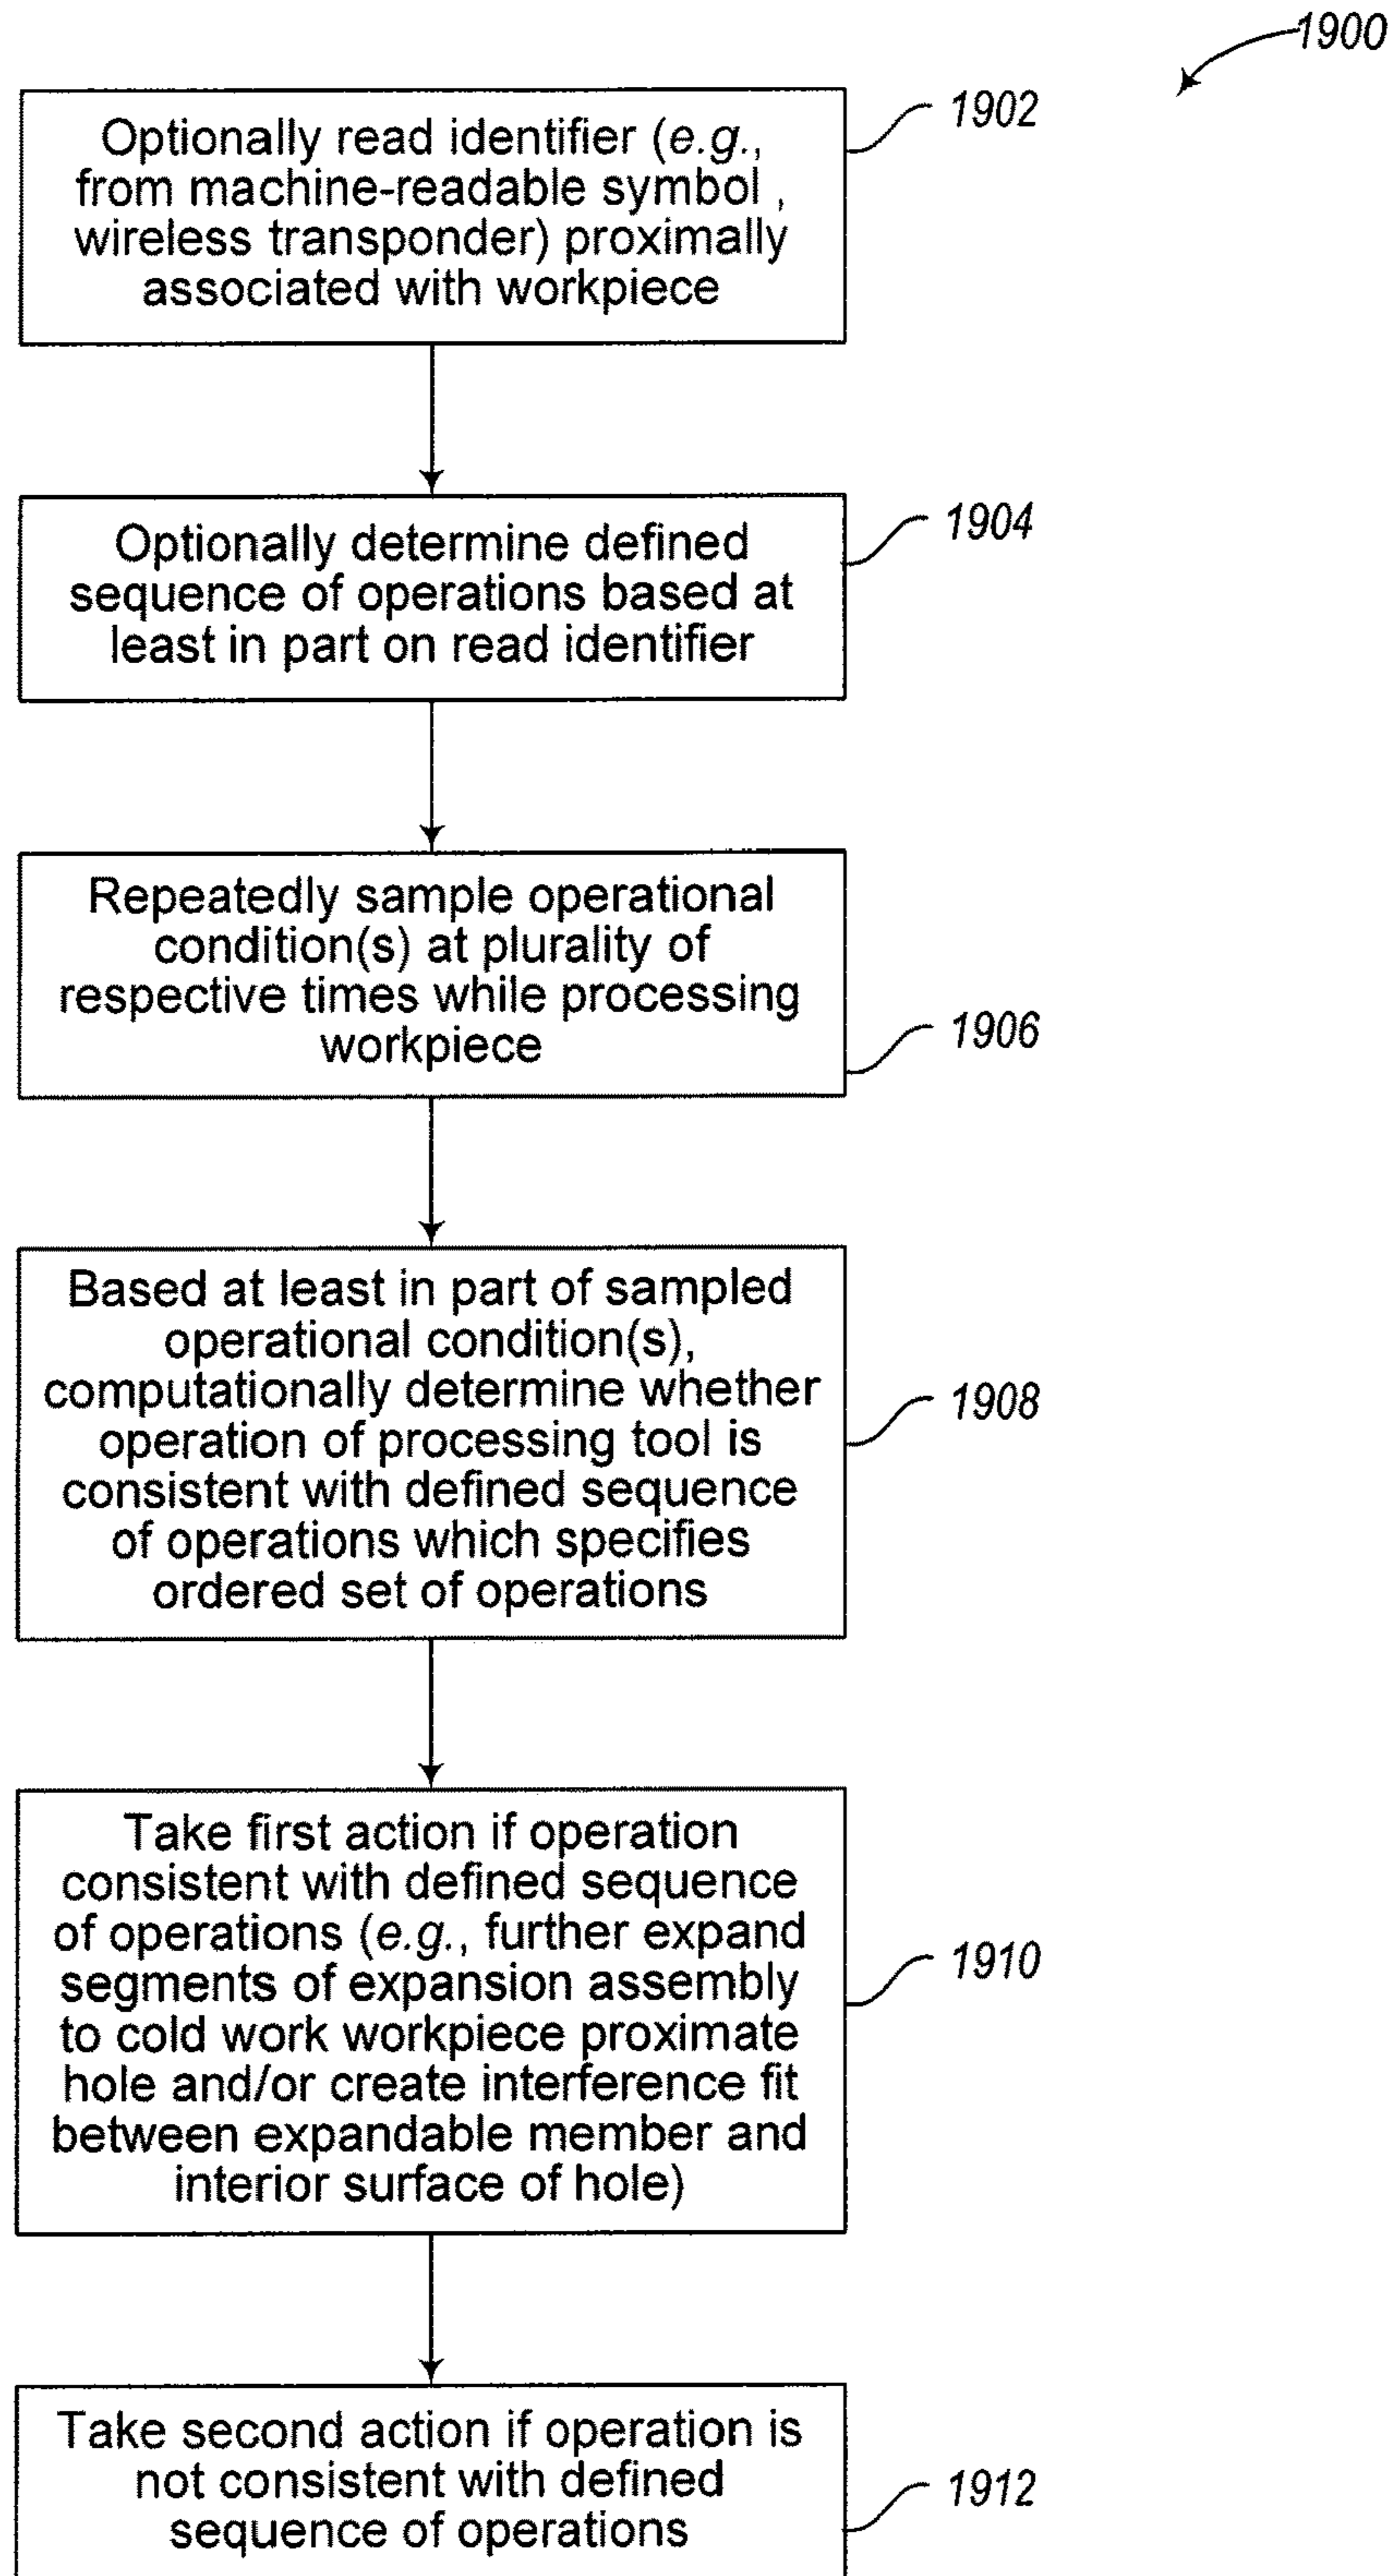 1900
Optionally read identifier (e.g.,
from machine-readable symbol ,
wireless transponder) proximally
associated with workpiece
1902
Optionally determine defined
sequence of operations based at
least in part on read identifier
1904
Repeatedly sample operational
condition(s) at plurality of
respective times while processing
workpiece
1906
Based at least in part of sampled
operational condition(s),
computationally determine whether
operation of processing tool is
consistent with defined sequence
of operations which specifies
ordered set of operations
1908
Take first action if operation
consistent with defined sequence
of operations (e.g., further expand
segments of expansion assembly
to cold work workpiece proximate
hole and/or create interference fit
between expandable member and
interior surface of hole)
1910
Take second action if operation is
not consistent with defined
sequence of operations
1912